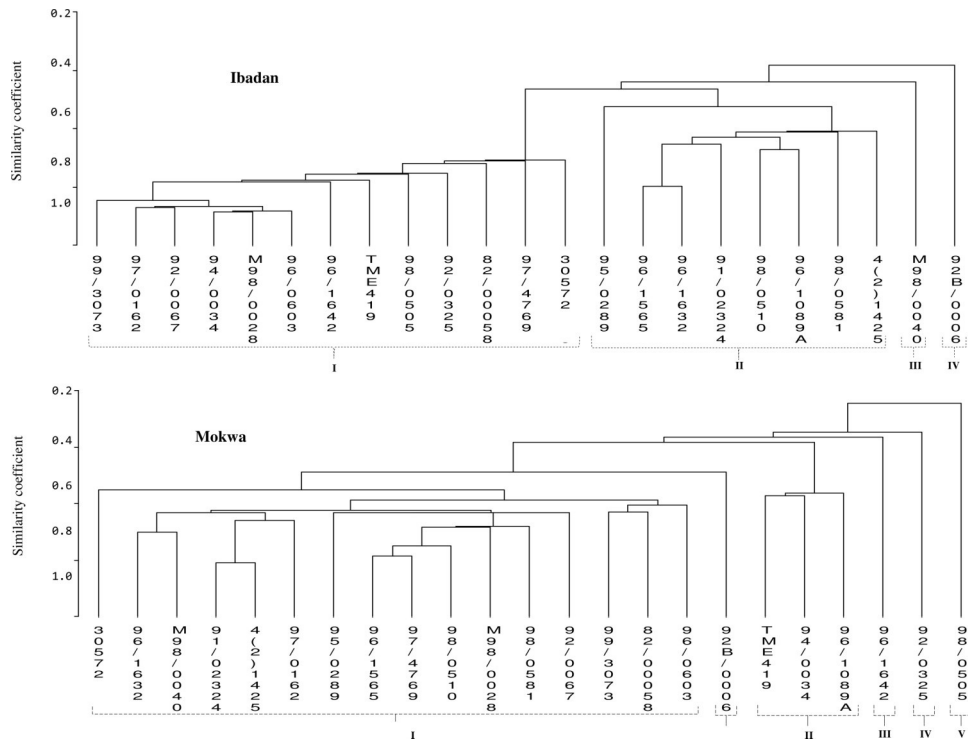 0.2
Ibadan
0.4
0.6
0.8
1.0
Similarity coefficient
99/3073
97/0162
92/0067
94/0034
M98/0028
96/0603
96/1642
TME419
98/0505
92/0325
82/00058
97/4769
30572
95/0289
96/1565
96/1632
91/02324
98/0510
96/1089A
98/0581
4(2)1425
M98/0040
92B/0006
I
II
III
IV
0.2
Mokwa
0.4
0.6
0.8
1.0
Similarity coefficient
30572
96/1632
M98/0040
91/02324
4(2)1425
97/0162
95/0289
96/1565
97/4769
98/0510
M98/0028
98/0581
92/0067
99/3073
82/00058
96/0603
92B/0006
TME419
94/0034
96/1089A
96/1642
92/0325
98/0505
I
II
III
IV
V